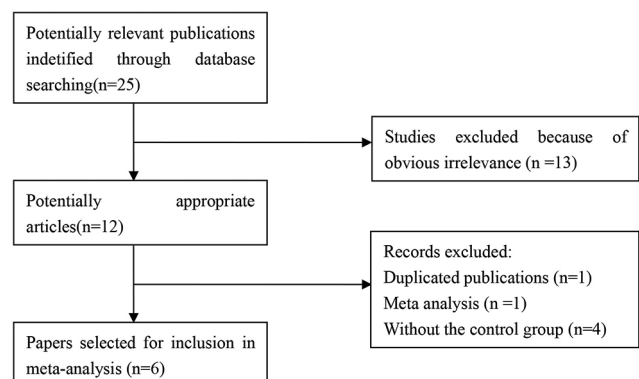 Potentially relevant publications
indetified through database
searching(n=25)
Studies excluded because of
obvious irrelevance (n =13)
Potentially appropriate
articles(n=12)
Records excluded:
Duplicated publications (n=1)
Meta analysis (n =1)
Without the control group (n=4)
Papers selected for inclusion in
meta-analysis (n=6)